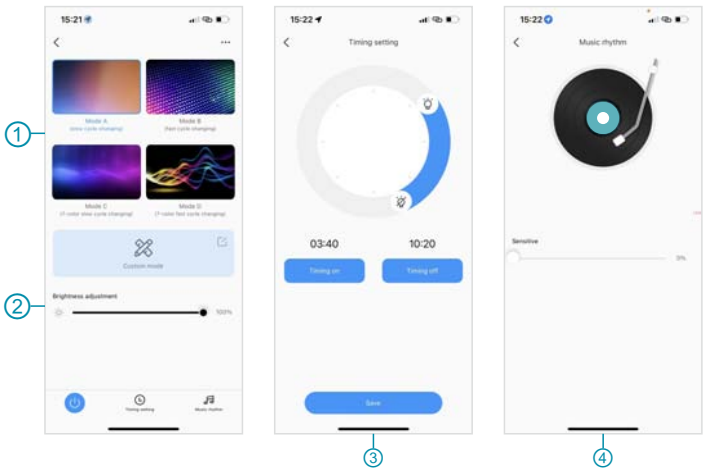 15:21
Mode A
(slow cycle changing)
Mode B
(fast cycle changing)
Mode C
(7 color slow cycle changing)
Mode D
(7 color fast cycle changing)
Custom mode
Brightness adjustment
100%
Timing setting
Music rhythm
1
2
15:22
Timing setting
03:40
10:20
Timing on
Timing off
Save
3
15:22
Music rhythm
Sensitive
0%
4